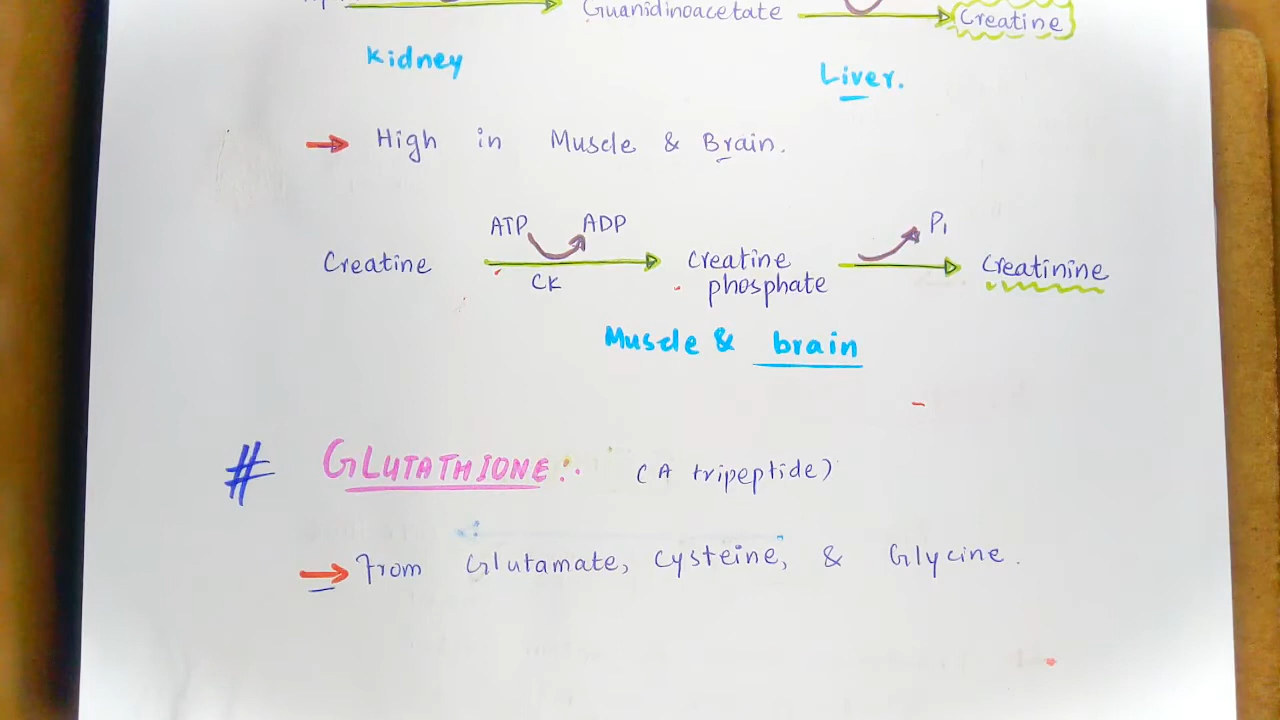 Guanidinoacetate Creatine
Kidney Liver.
High in Muscle & Brain.
ATP ADP Pi
Creatine CK Creatine phosphate Creatinine
Muscle & brain
# GLUTATHIONE:. (A tripeptide)
From Glutamate, Cysteine, & Glycine.